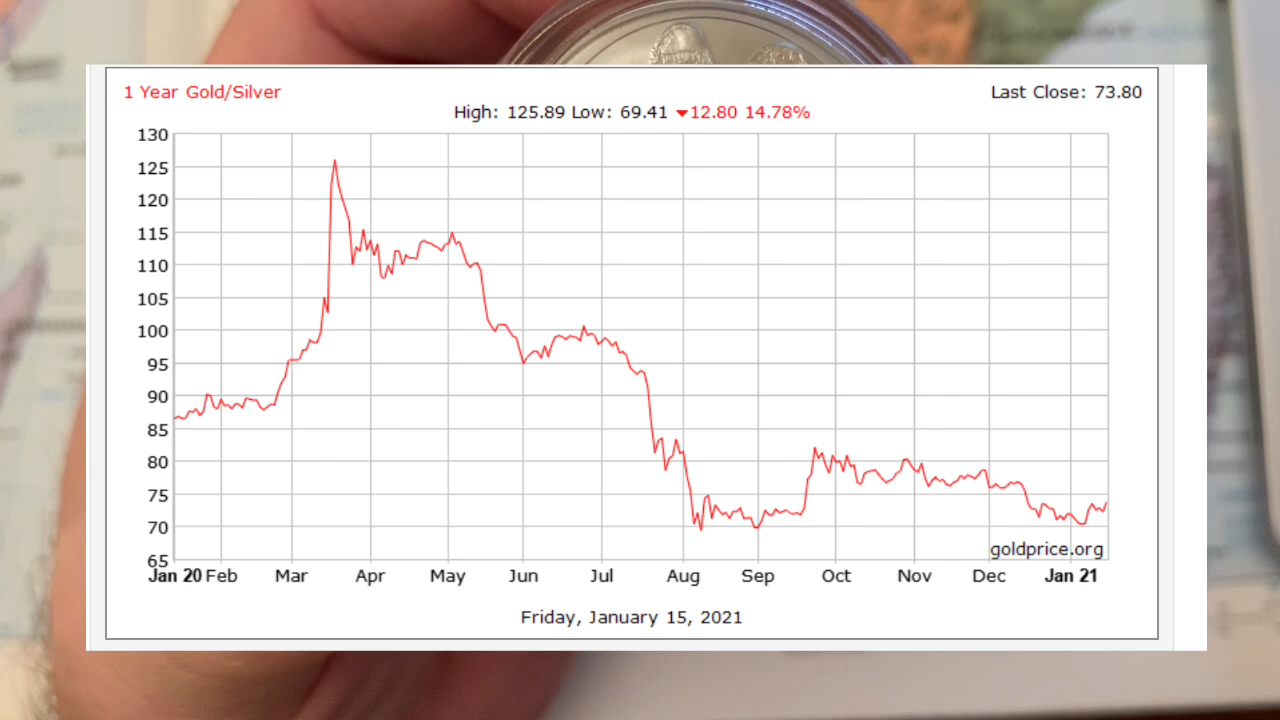 1 Year Gold/Silver
Last Close: 73.80
High: 125.89 Low: 69.41 ▼12.80 14.78%
130
125
120
115
110
105
100
95
90
85
80
75
70
65
goldprice.org
Jan 20 Feb Mar Apr May Jun Jul Aug Sep Oct Nov Dec Jan 21
Friday, January 15, 2021